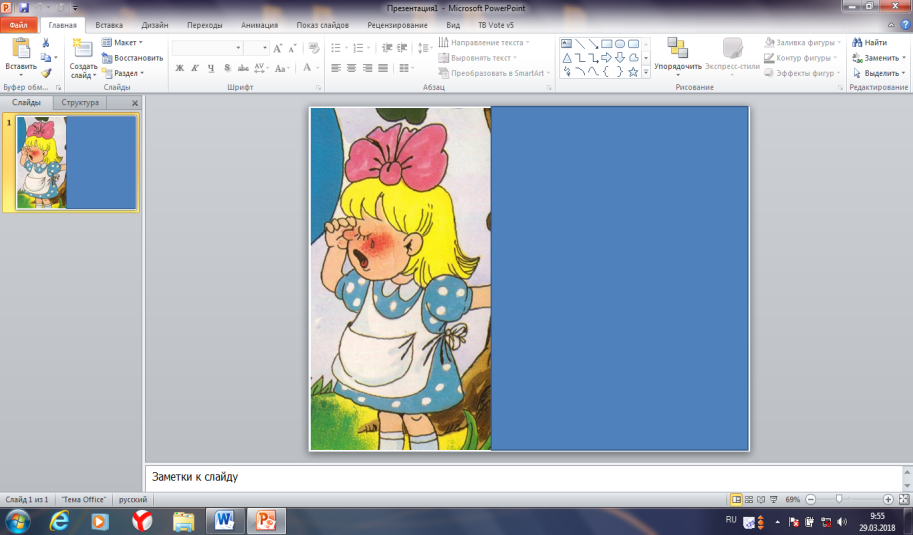 Презентация1 - Microsoft PowerPoint
Файл Главная Вставка Дизайн Переходы Анимация Показ слайдов Рецензирование Вид TB Vote v5
Вставить
Создать слайд
Макет
Восстановить
Раздел
Ж К Ч S abc AV Aa A
Направление текста
Выровнять текст
Преобразовать в SmartArt
Упорядочить
Экспресс-стили
Заливка фигуры
Контур фигуры
Эффекты фигур
Найти
Заменить
Выделить
Буфер обм... Слайды Шрифт Абзац Рисование Редактирование
Слайды Структура
1
Заметки к слайду
Слайд 1 из 1 "Тема Office" русский 69%
RU
9:55
29.03.2018